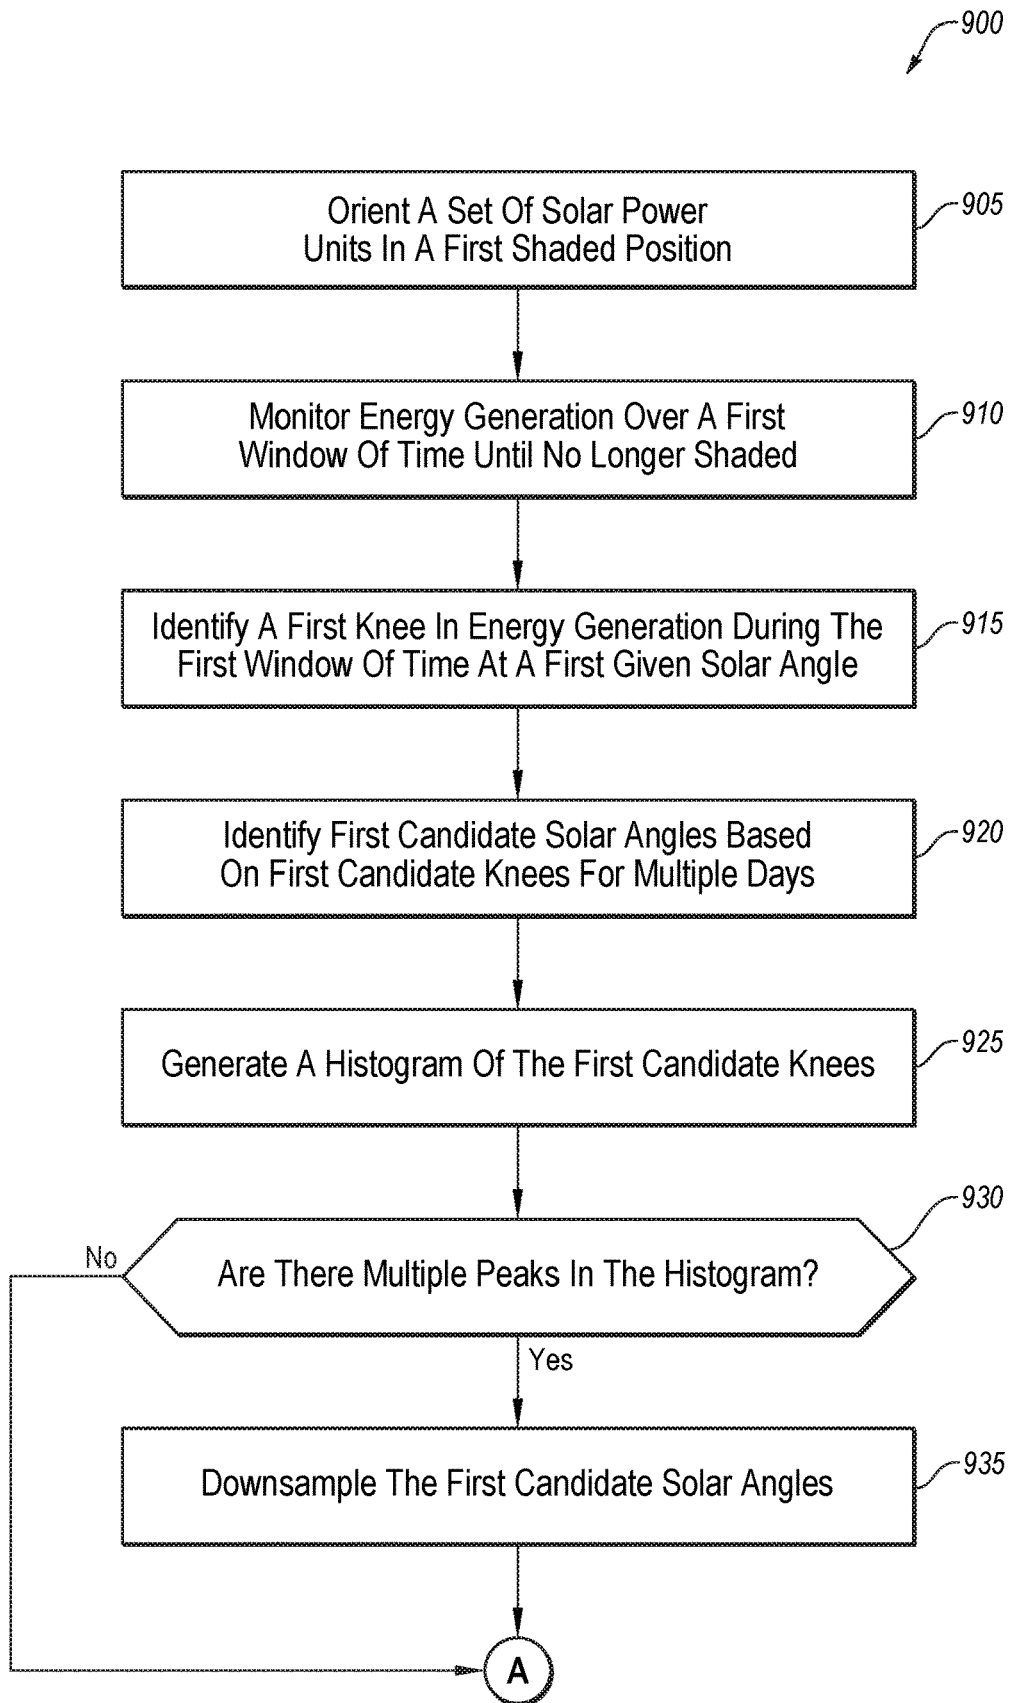 900
Orient A Set Of Solar Power
Units In A First Shaded Position
905
Monitor Energy Generation Over A First
Window Of Time Until No Longer Shaded
910
Identify A First Knee In Energy Generation During The
First Window Of Time At A First Given Solar Angle
915
Identify First Candidate Solar Angles Based
On First Candidate Knees For Multiple Days
920
Generate A Histogram Of The First Candidate Knees
925
930
No
Are There Multiple Peaks In The Histogram?
Yes
Downsample The First Candidate Solar Angles
935
A